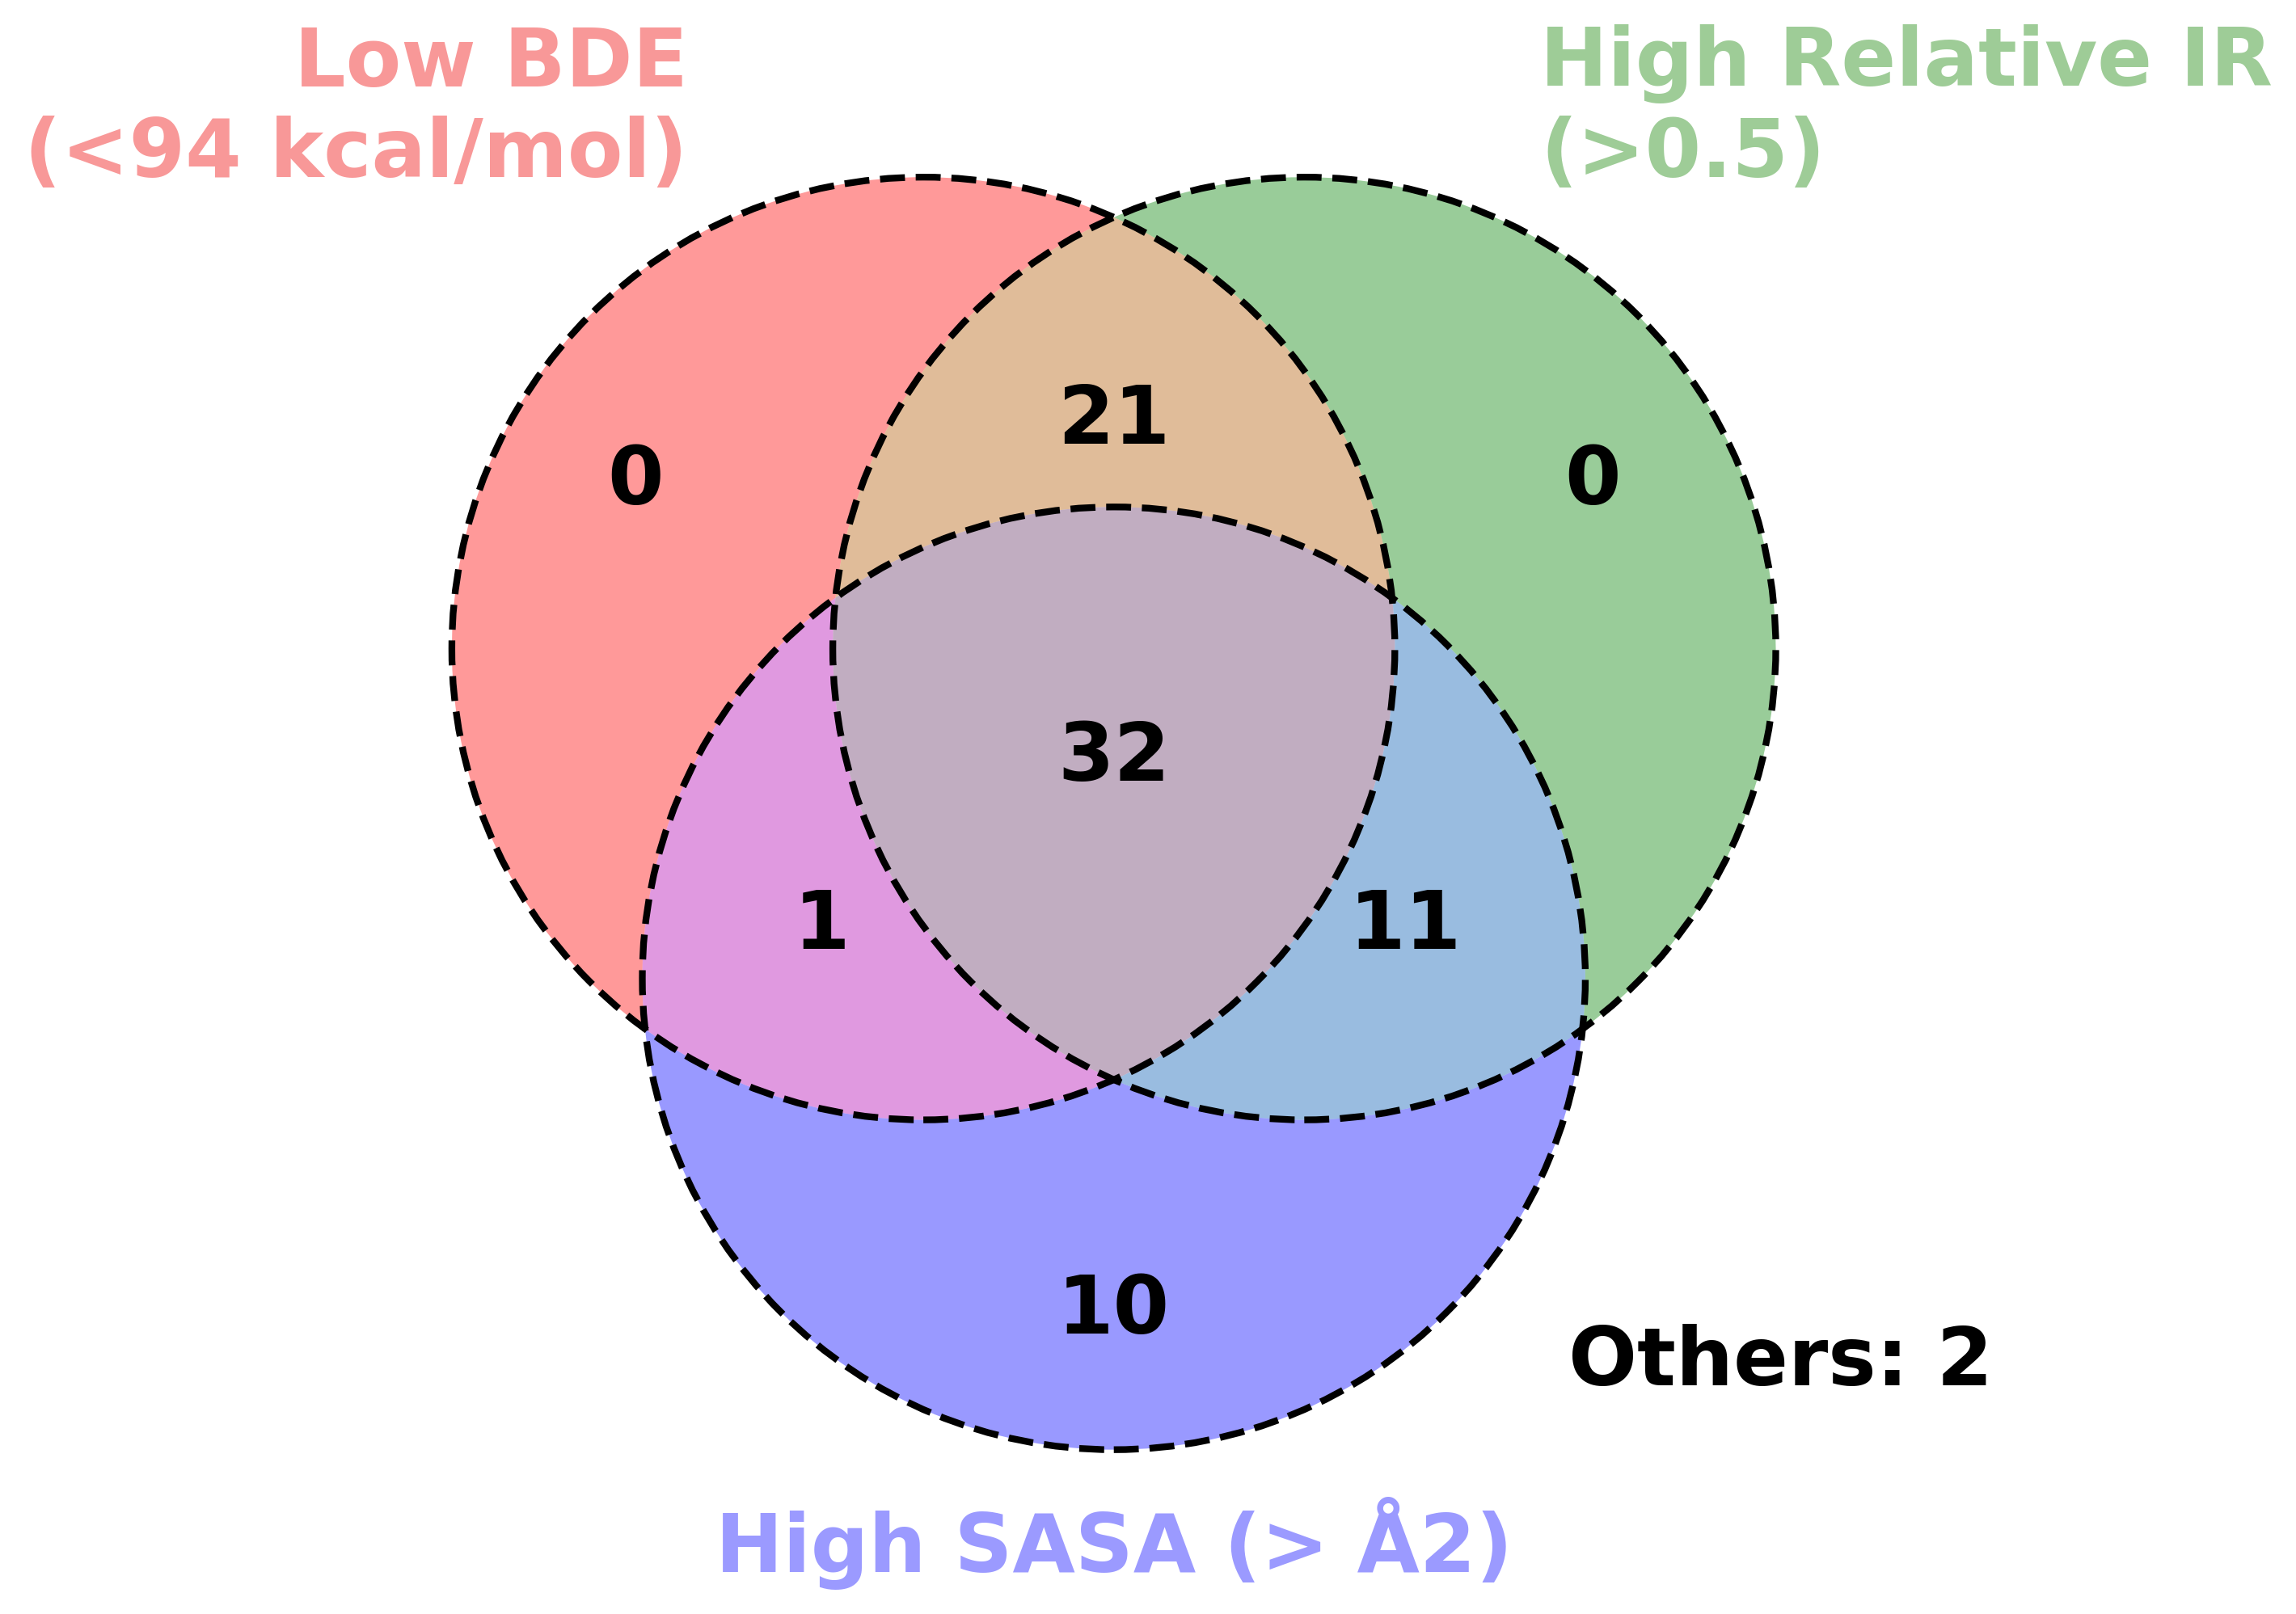 Low BDE
(<94 kcal/mol)
High Relative IR
(>0.5)
21
0
0
32
1
11
10
Others: 2
High SASA (> Å2)